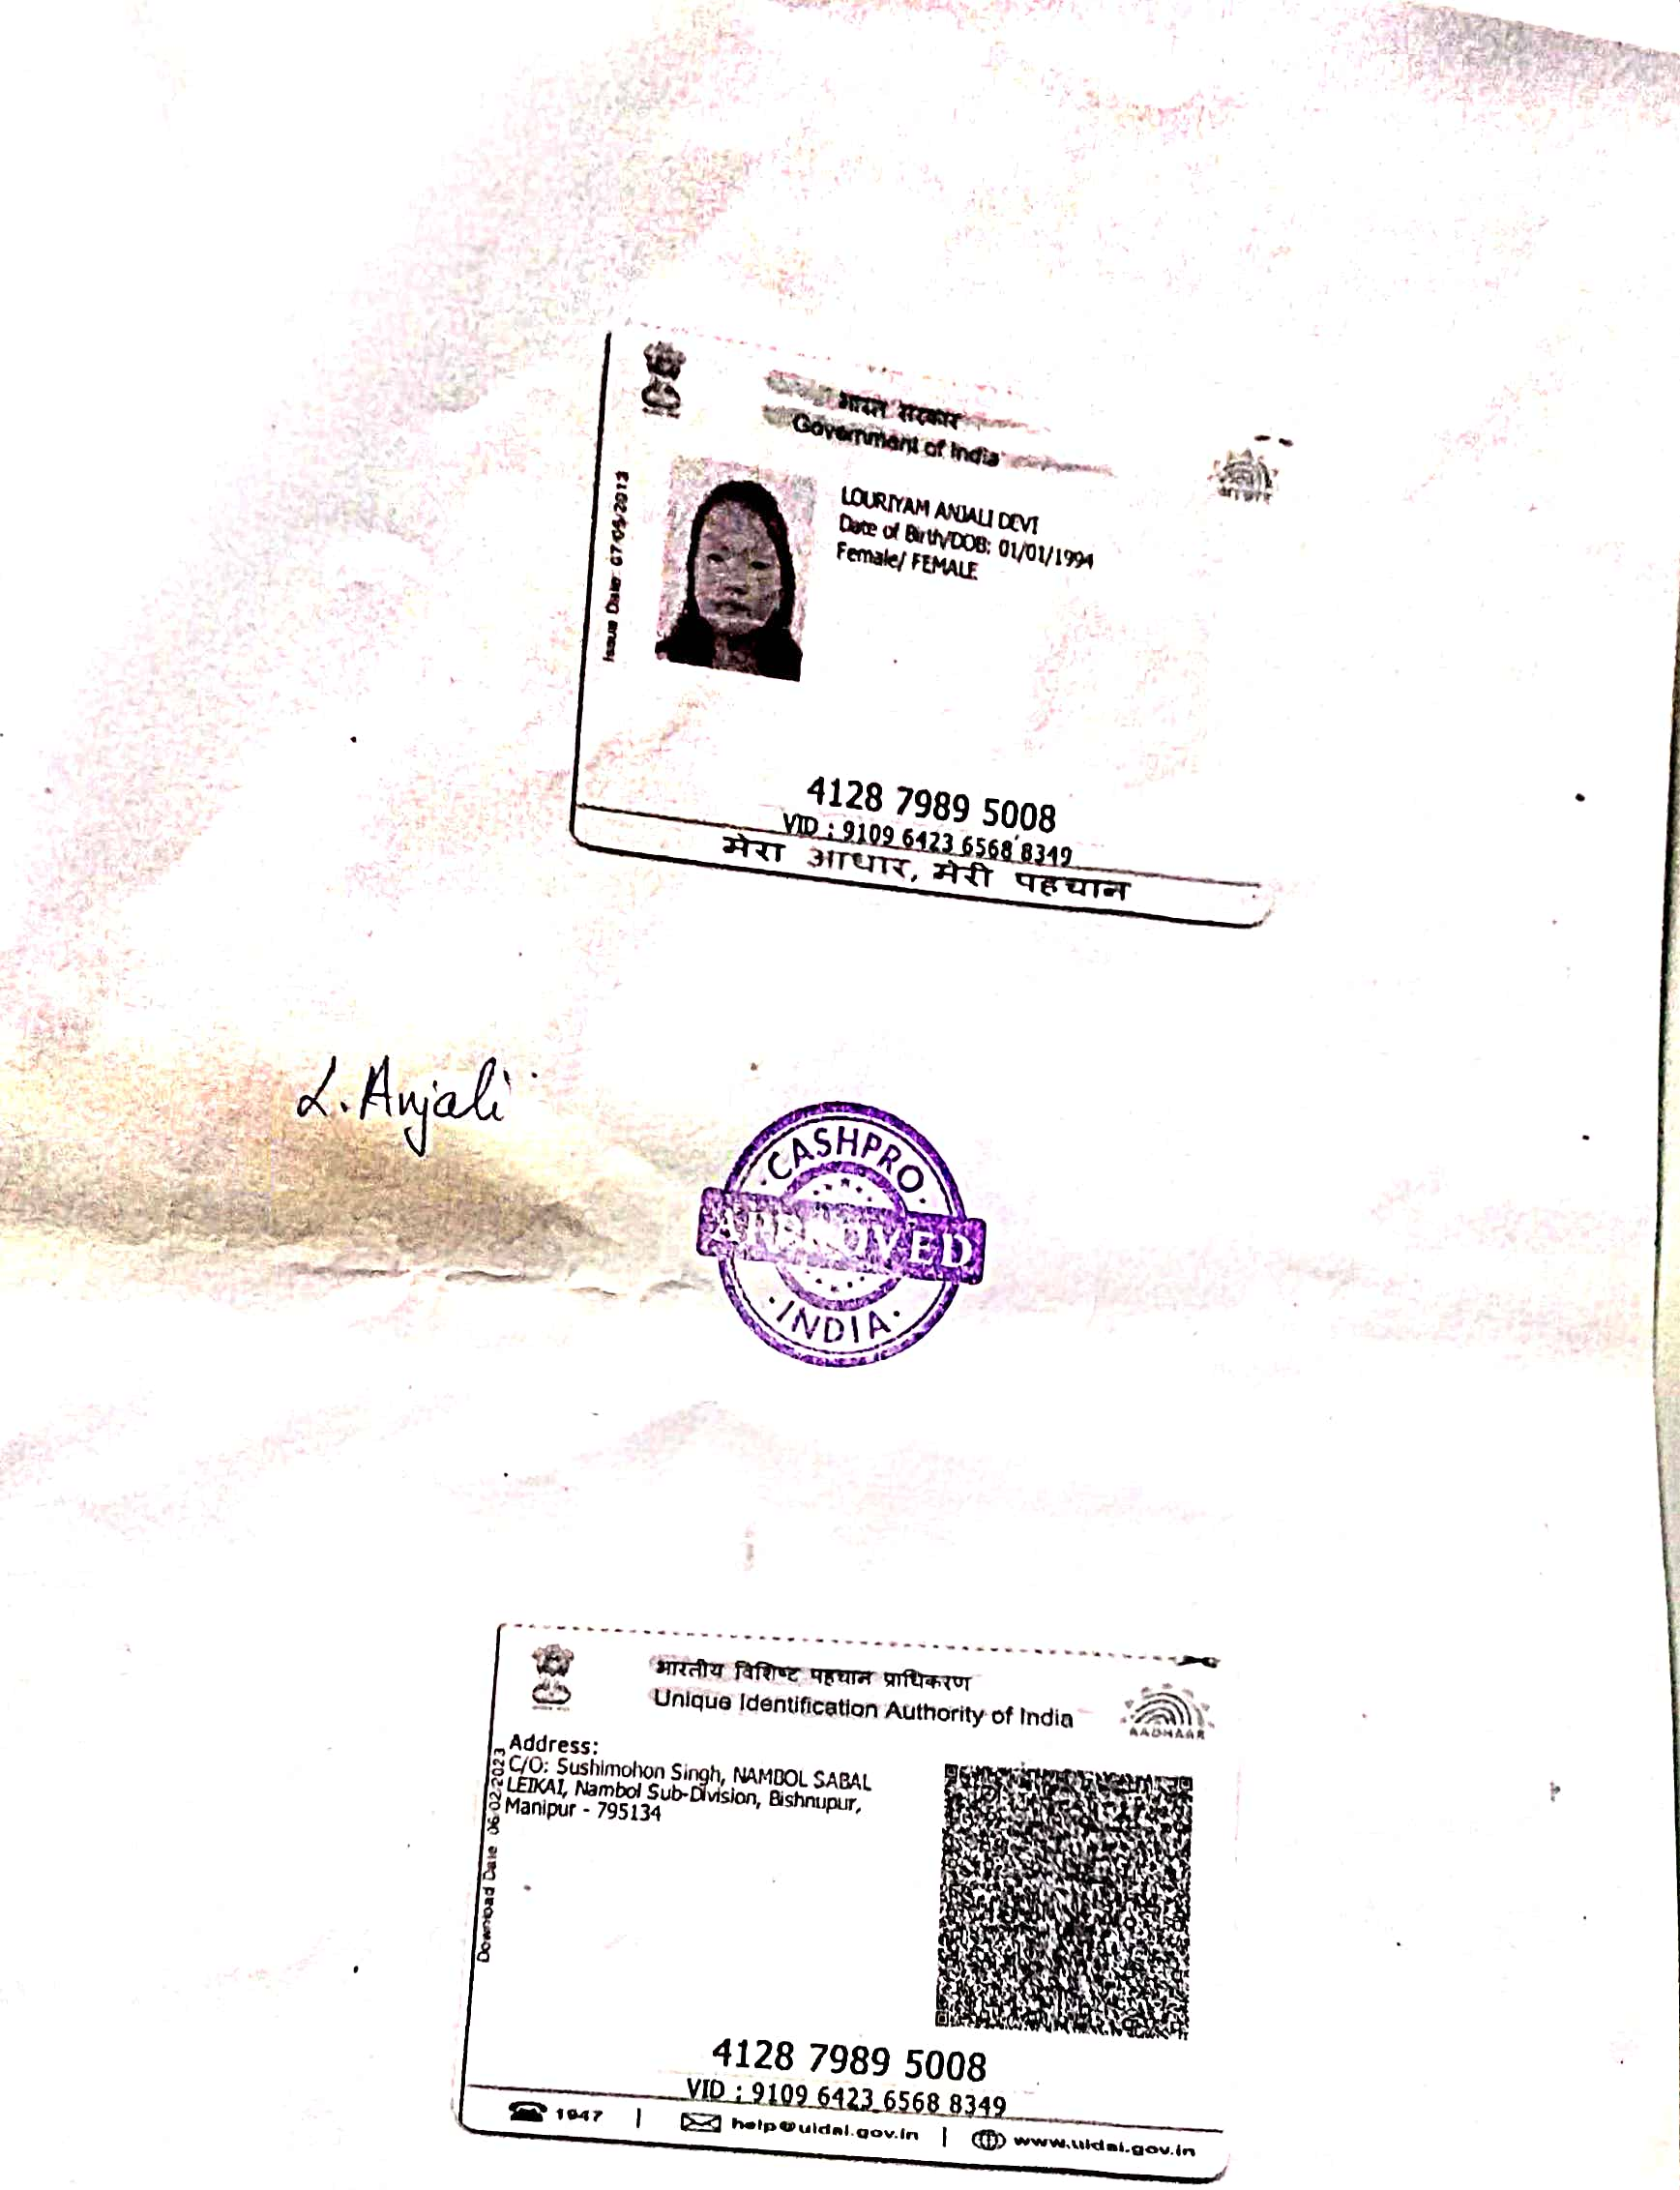 भारत सरकार
Government of India
Issue Date: 07/05/2013
LOURIYAM ANJALI DEVI
Date of Birth/DOB: 01/01/1994
Female/ FEMALE
4128 7989 5008
VID : 9109 6423 6568 8349
मेरा आधार, मेरी पहचान
L. Anjali
CASHPRO
APPROVED
INDIA
भारतीय विशिष्ट पहचान प्राधिकरण
Unique Identification Authority of India
AADHAAR
Download Date 06/02/2023
Address:
C/O: Sushimohon Singh, NAMBOL SABAL
LEIKAI, Nambol Sub-Division, Bishnupur,
Manipur - 795134
4128 7989 5008
VID : 9109 6423 6568 8349
1947 | help@uidai.gov.in | www.uidai.gov.in